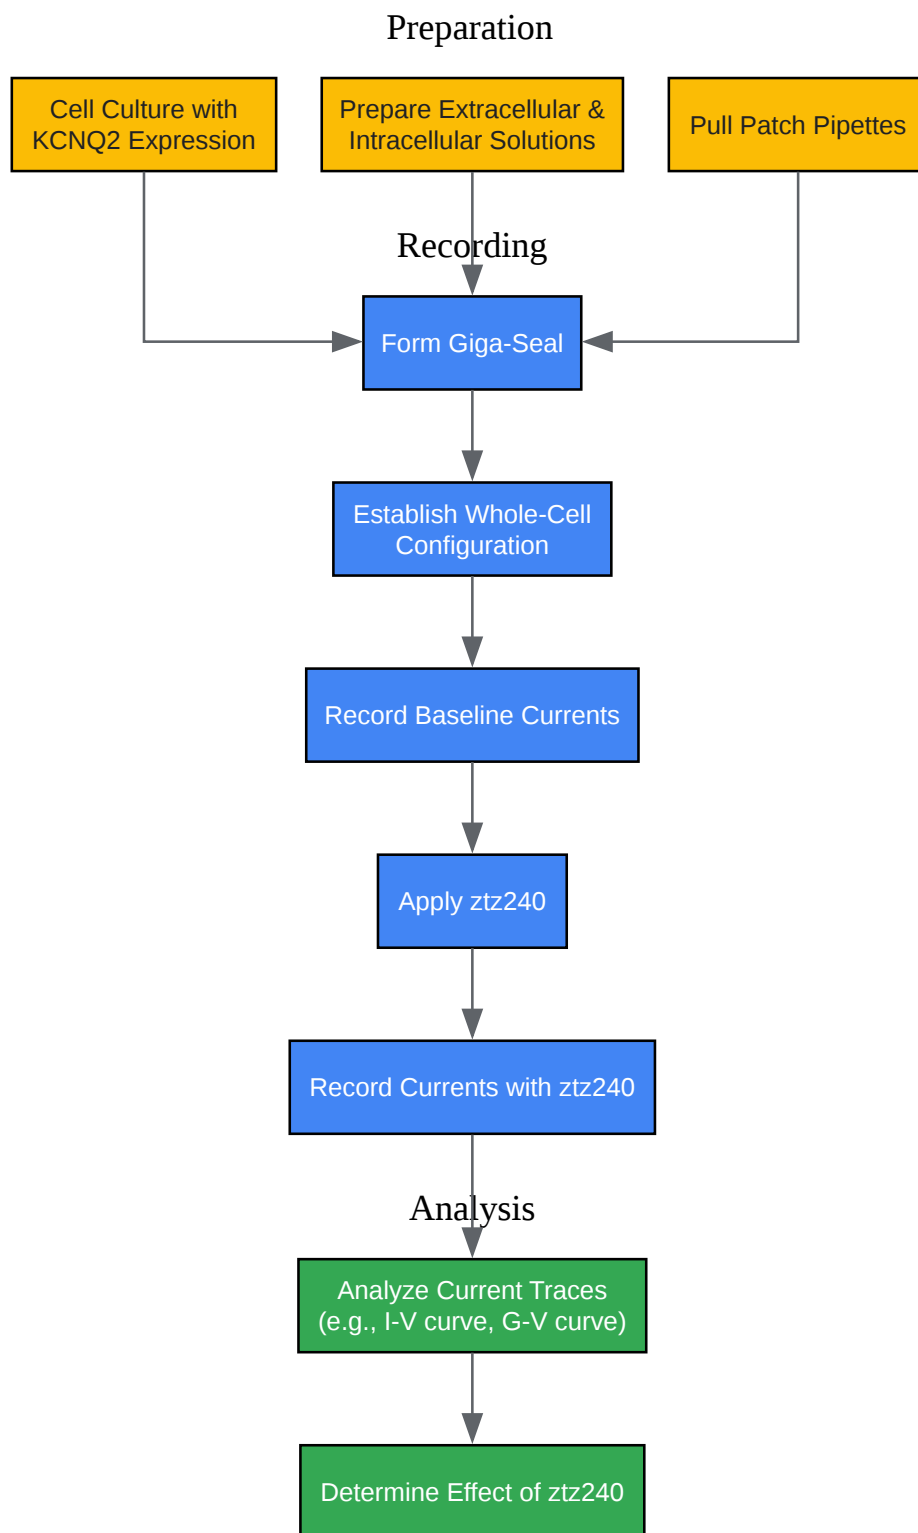 Preparation
Cell Culture with
KCNQ2 Expression
Prepare Extracellular &
Intracellular Solutions
Pull Patch Pipettes
Recording
Form Giga-Seal
Establish Whole-Cell
Configuration
Record Baseline Currents
Apply ztz240
Record Currents with ztz240
Analysis
Analyze Current Traces
(e.g., I-V curve, G-V curve)
Determine Effect of ztz240